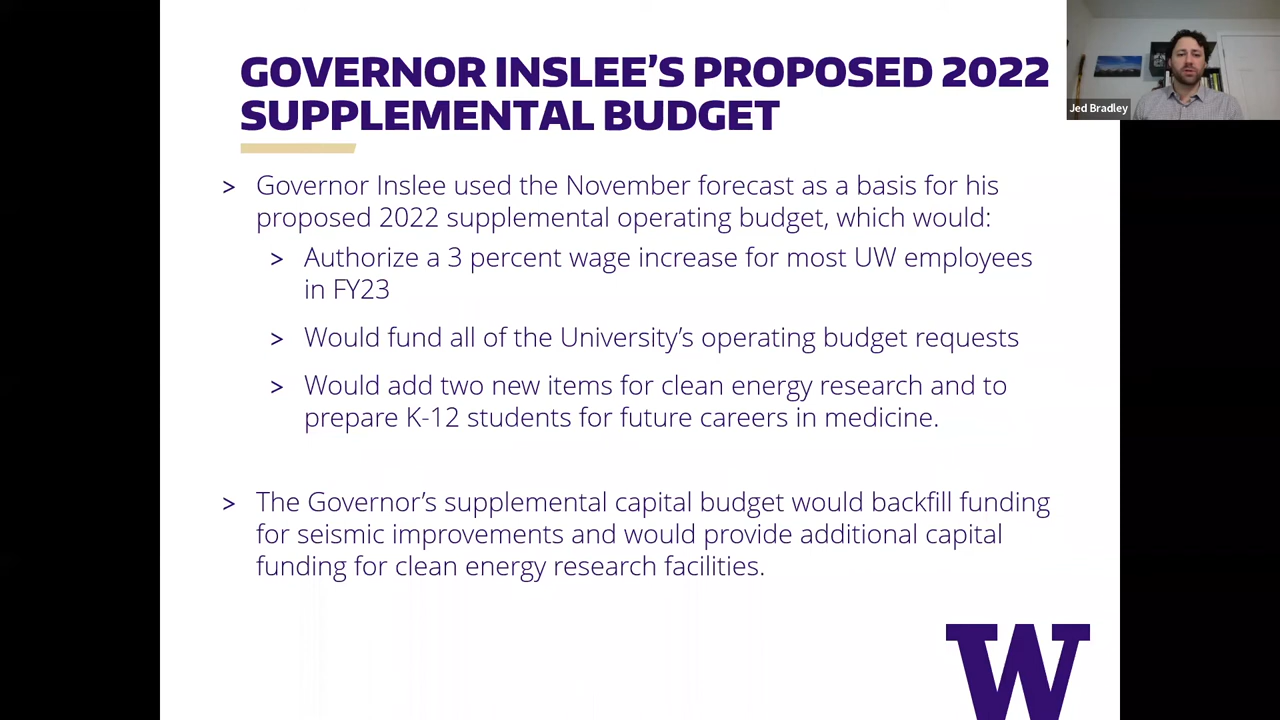 GOVERNOR INSLEE’S PROPOSED 2022
SUPPLEMENTAL BUDGET
Jed Bradley
> Governor Inslee used the November forecast as a basis for his
proposed 2022 supplemental operating budget, which would:
> Authorize a 3 percent wage increase for most UW employees
in FY23
> Would fund all of the University’s operating budget requests
> Would add two new items for clean energy research and to
prepare K-12 students for future careers in medicine.
> The Governor’s supplemental capital budget would backfill funding
for seismic improvements and would provide additional capital
funding for clean energy research facilities.
W